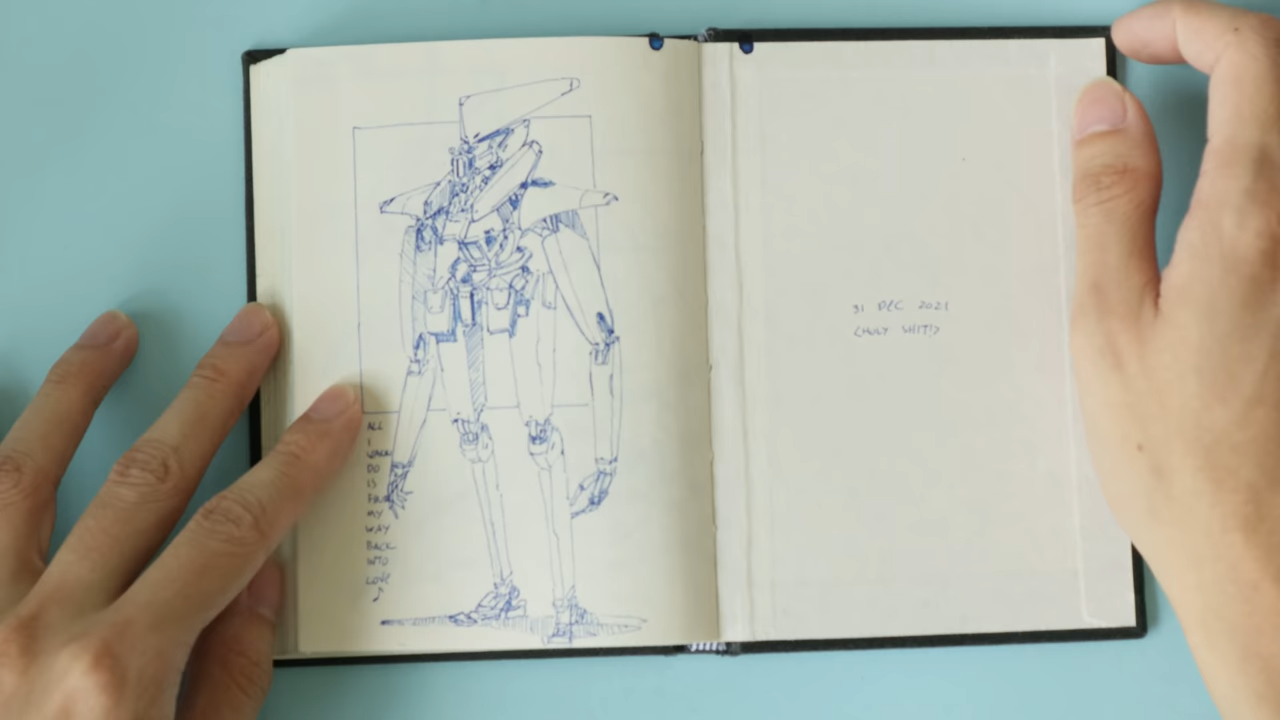 ALL
I
WANNA
DO
IS
FIND
MY
WAY
BACK
INTO
LOVE
31 DEC 2021
(HOLY SHIT!)